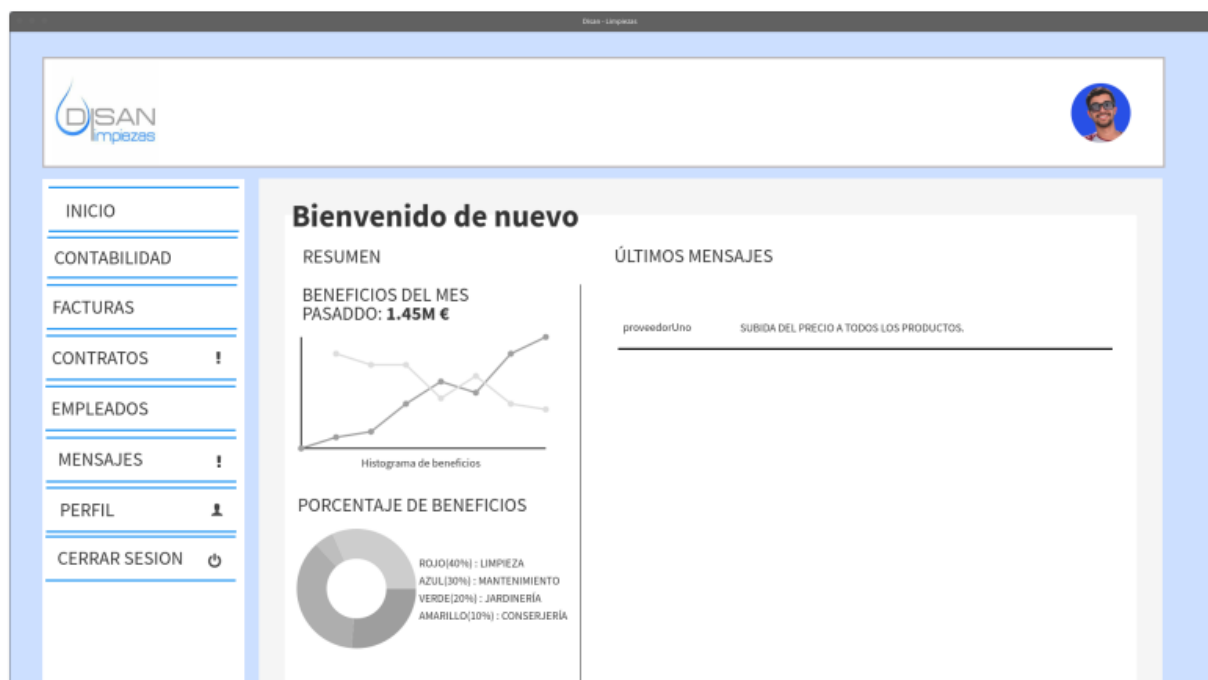 Disan - Limpiezas
DISAN
limpiezas
INICIO
CONTABILIDAD
FACTURAS
CONTRATOS !
EMPLEADOS
MENSAJES !
PERFIL
CERRAR SESION
Bienvenido de nuevo
RESUMEN
BENEFICIOS DEL MES
PASADDO: 1.45M €
Histograma de beneficios
PORCENTAJE DE BENEFICIOS
ROJO(40%) : LIMPIEZA
AZUL(30%) : MANTENIMIENTO
VERDE(20%) : JARDINERÍA
AMARILLO(10%) : CONSERJERÍA
ÚLTIMOS MENSAJES
proveedorUno SUBIDA DEL PRECIO A TODOS LOS PRODUCTOS.